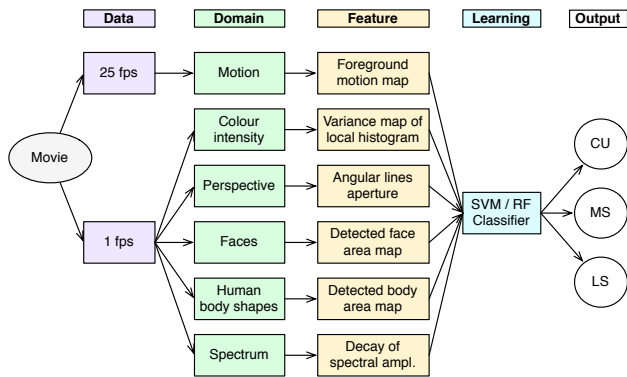 Data
Domain
Feature
Learning
Output
25 fps
Motion
Foreground
motion map
Colour
intensity
Variance map of
local histogram
CU
Movie
Perspective
Angular lines
aperture
SVM / RF
Classifier
MS
1 fps
Faces
Detected face
area map
LS
Human
body shapes
Detected body
area map
Spectrum
Decay of
spectral ampl.